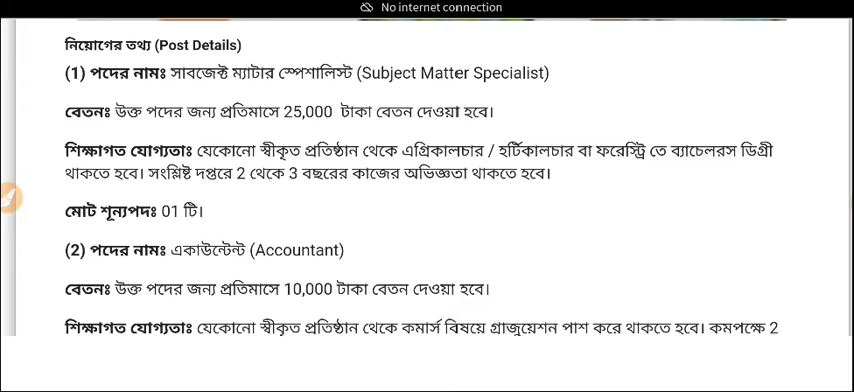 No internet connection
নিয়োগের তথ্য (Post Details)
(1) পদের নামঃ সাবজেক্ট ম্যাটার স্পেশালিস্ট (Subject Matter Specialist)
বেতনঃ উক্ত পদের জন্য প্রতিমাসে 25,000 টাকা বেতন দেওয়া হবে।
শিক্ষাগত যোগ্যতাঃ যেকোনো স্বীকৃত প্রতিষ্ঠান থেকে এগ্রিকালচার / হর্টিকালচার বা ফরেস্ট্রি তে ব্যাচেলরস ডিগ্রী
থাকতে হবে। সংশ্লিষ্ট দপ্তরে 2 থেকে 3 বছরের কাজের অভিজ্ঞতা থাকতে হবে।
মোট শূন্যপদঃ 01 টি।
(2) পদের নামঃ একাউন্টেন্ট (Accountant)
বেতনঃ উক্ত পদের জন্য প্রতিমাসে 10,000 টাকা বেতন দেওয়া হবে।
শিক্ষাগত যোগ্যতাঃ যেকোনো স্বীকৃত প্রতিষ্ঠান থেকে কমার্স বিষয়ে গ্রাজুয়েশন পাশ করে থাকতে হবে। কমপক্ষে 2